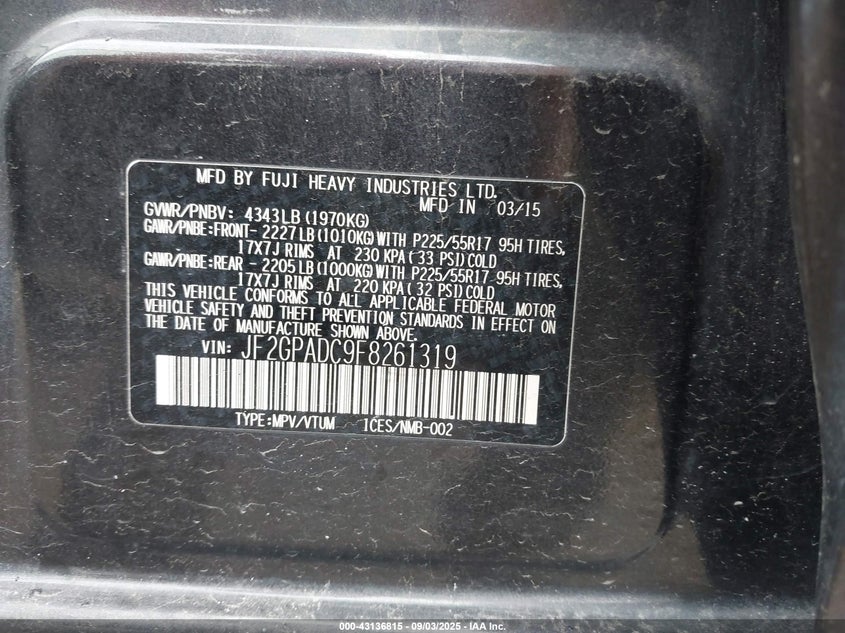 MFD BY FUJI HEAVY INDUSTRIES LTD.
MFD IN 03/15
GVWR/PNBV: 4343LB (1970KG)
GAWR/PNBE:FRONT- 2227LB (1010KG) WITH P225/55R17 95H TIRES,
17X7J RIMS AT 230 KPA ( 33 PSI) COLD
GAWR/PNBE:REAR - 2205LB (1000KG) WITH P225/55R17 95H TIRES,
17X7J RIMS AT 220 KPA ( 32 PSI) COLD
THIS VEHICLE CONFORMS TO ALL APPLICABLE FEDERAL MOTOR
VEHICLE SAFETY AND THEFT PREVENTION STANDARDS IN EFFECT ON
THE DATE OF MANUFACTURE SHOWN ABOVE.
VIN: JF2GPADC9F8261319
TYPE:MPV/VTUM ICES/NMB-002
000-43136815 - 09/03/2025 - IAA Inc.